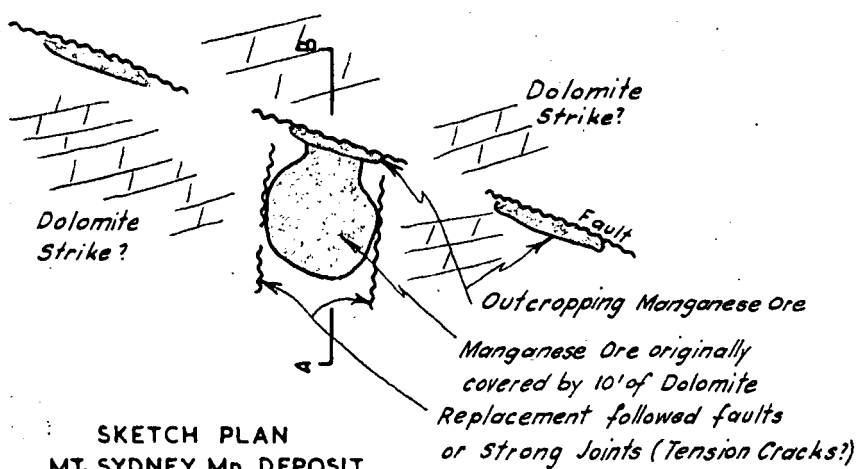 B
Dolomite
Strike?
Dolomite
Strike?
Fault
Outcropping Manganese Ore
Manganese Ore originally
covered by 10' of Dolomite
A
Replacement followed faults
or Strong Joints (Tension Cracks?)
SKETCH PLAN
MT. SYDNEY Mn DEPOSIT